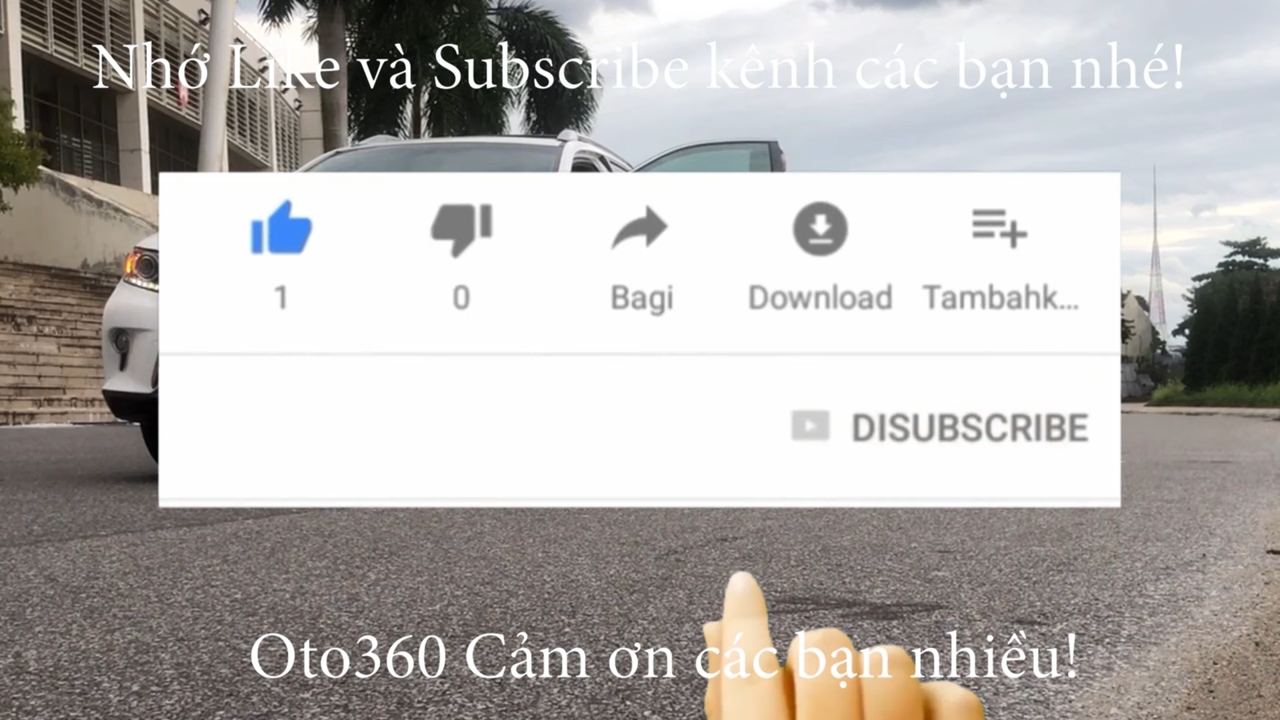 Nhớ Like và Subscribe kênh các bạn nhé!
1 0 Bagi Download Tambahk...
DISUBSCRIBE
Oto360 Cảm ơn các bạn nhiều!